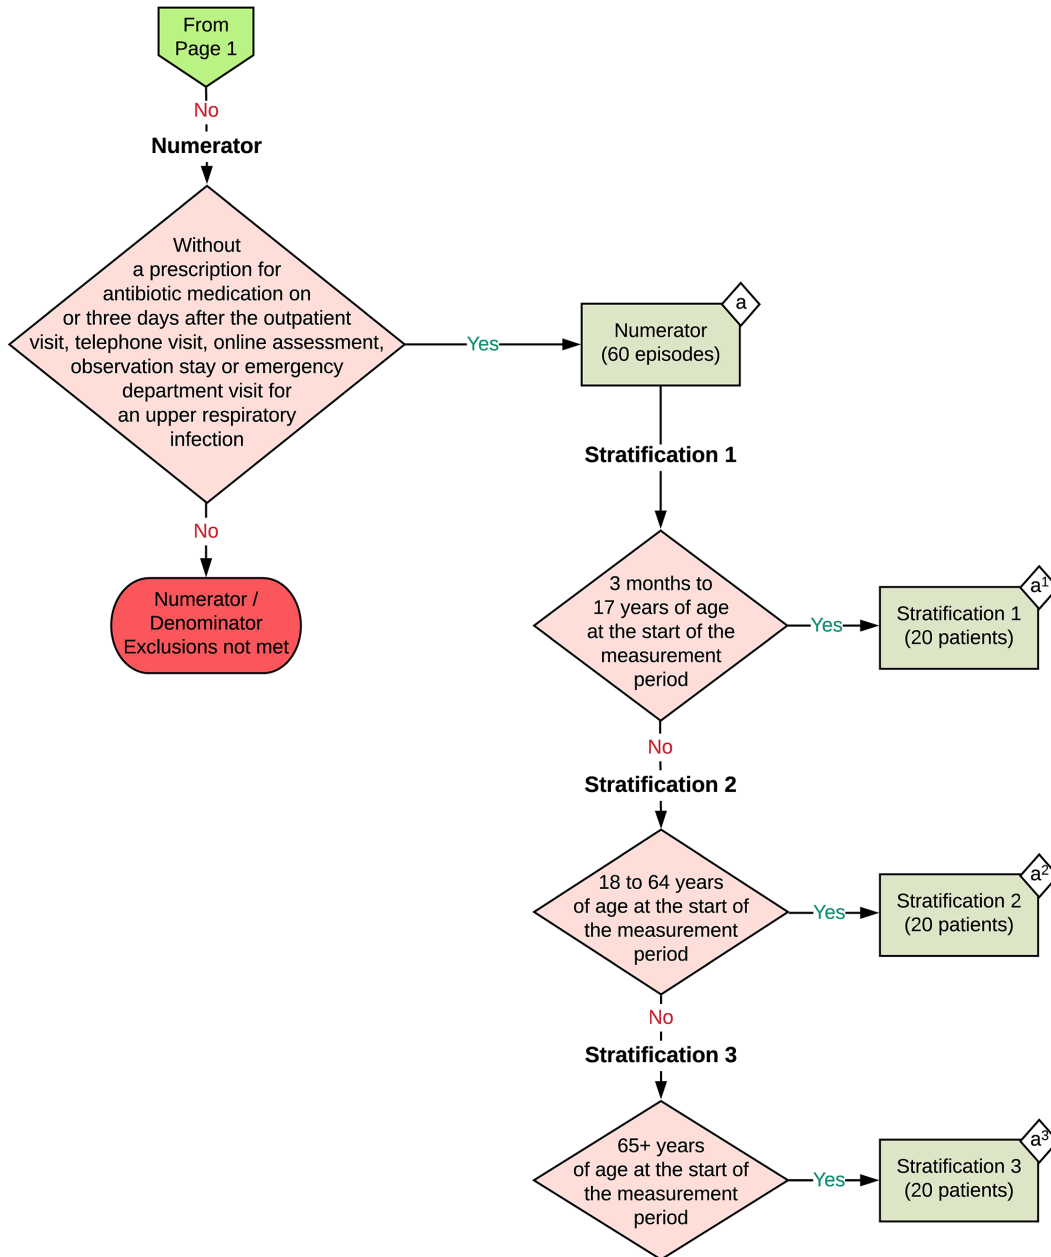 From
Page 1
No
Numerator
Without
a prescription for
antibiotic medication on
or three days after the outpatient
visit, telephone visit, online assessment,
observation stay or emergency
department visit for
an upper respiratory
infection
Yes
Numerator
(60 episodes)
a
No
Numerator /
Denominator
Exclusions not met
Stratification 1
3 months to
17 years of age
at the start of the
measurement
period
Yes
Stratification 1
(20 patients)
a¹
No
Stratification 2
18 to 64 years
of age at the start of
the measurement
period
Yes
Stratification 2
(20 patients)
a²
No
Stratification 3
65+ years
of age at the start of
the measurement
period
Yes
Stratification 3
(20 patients)
a³